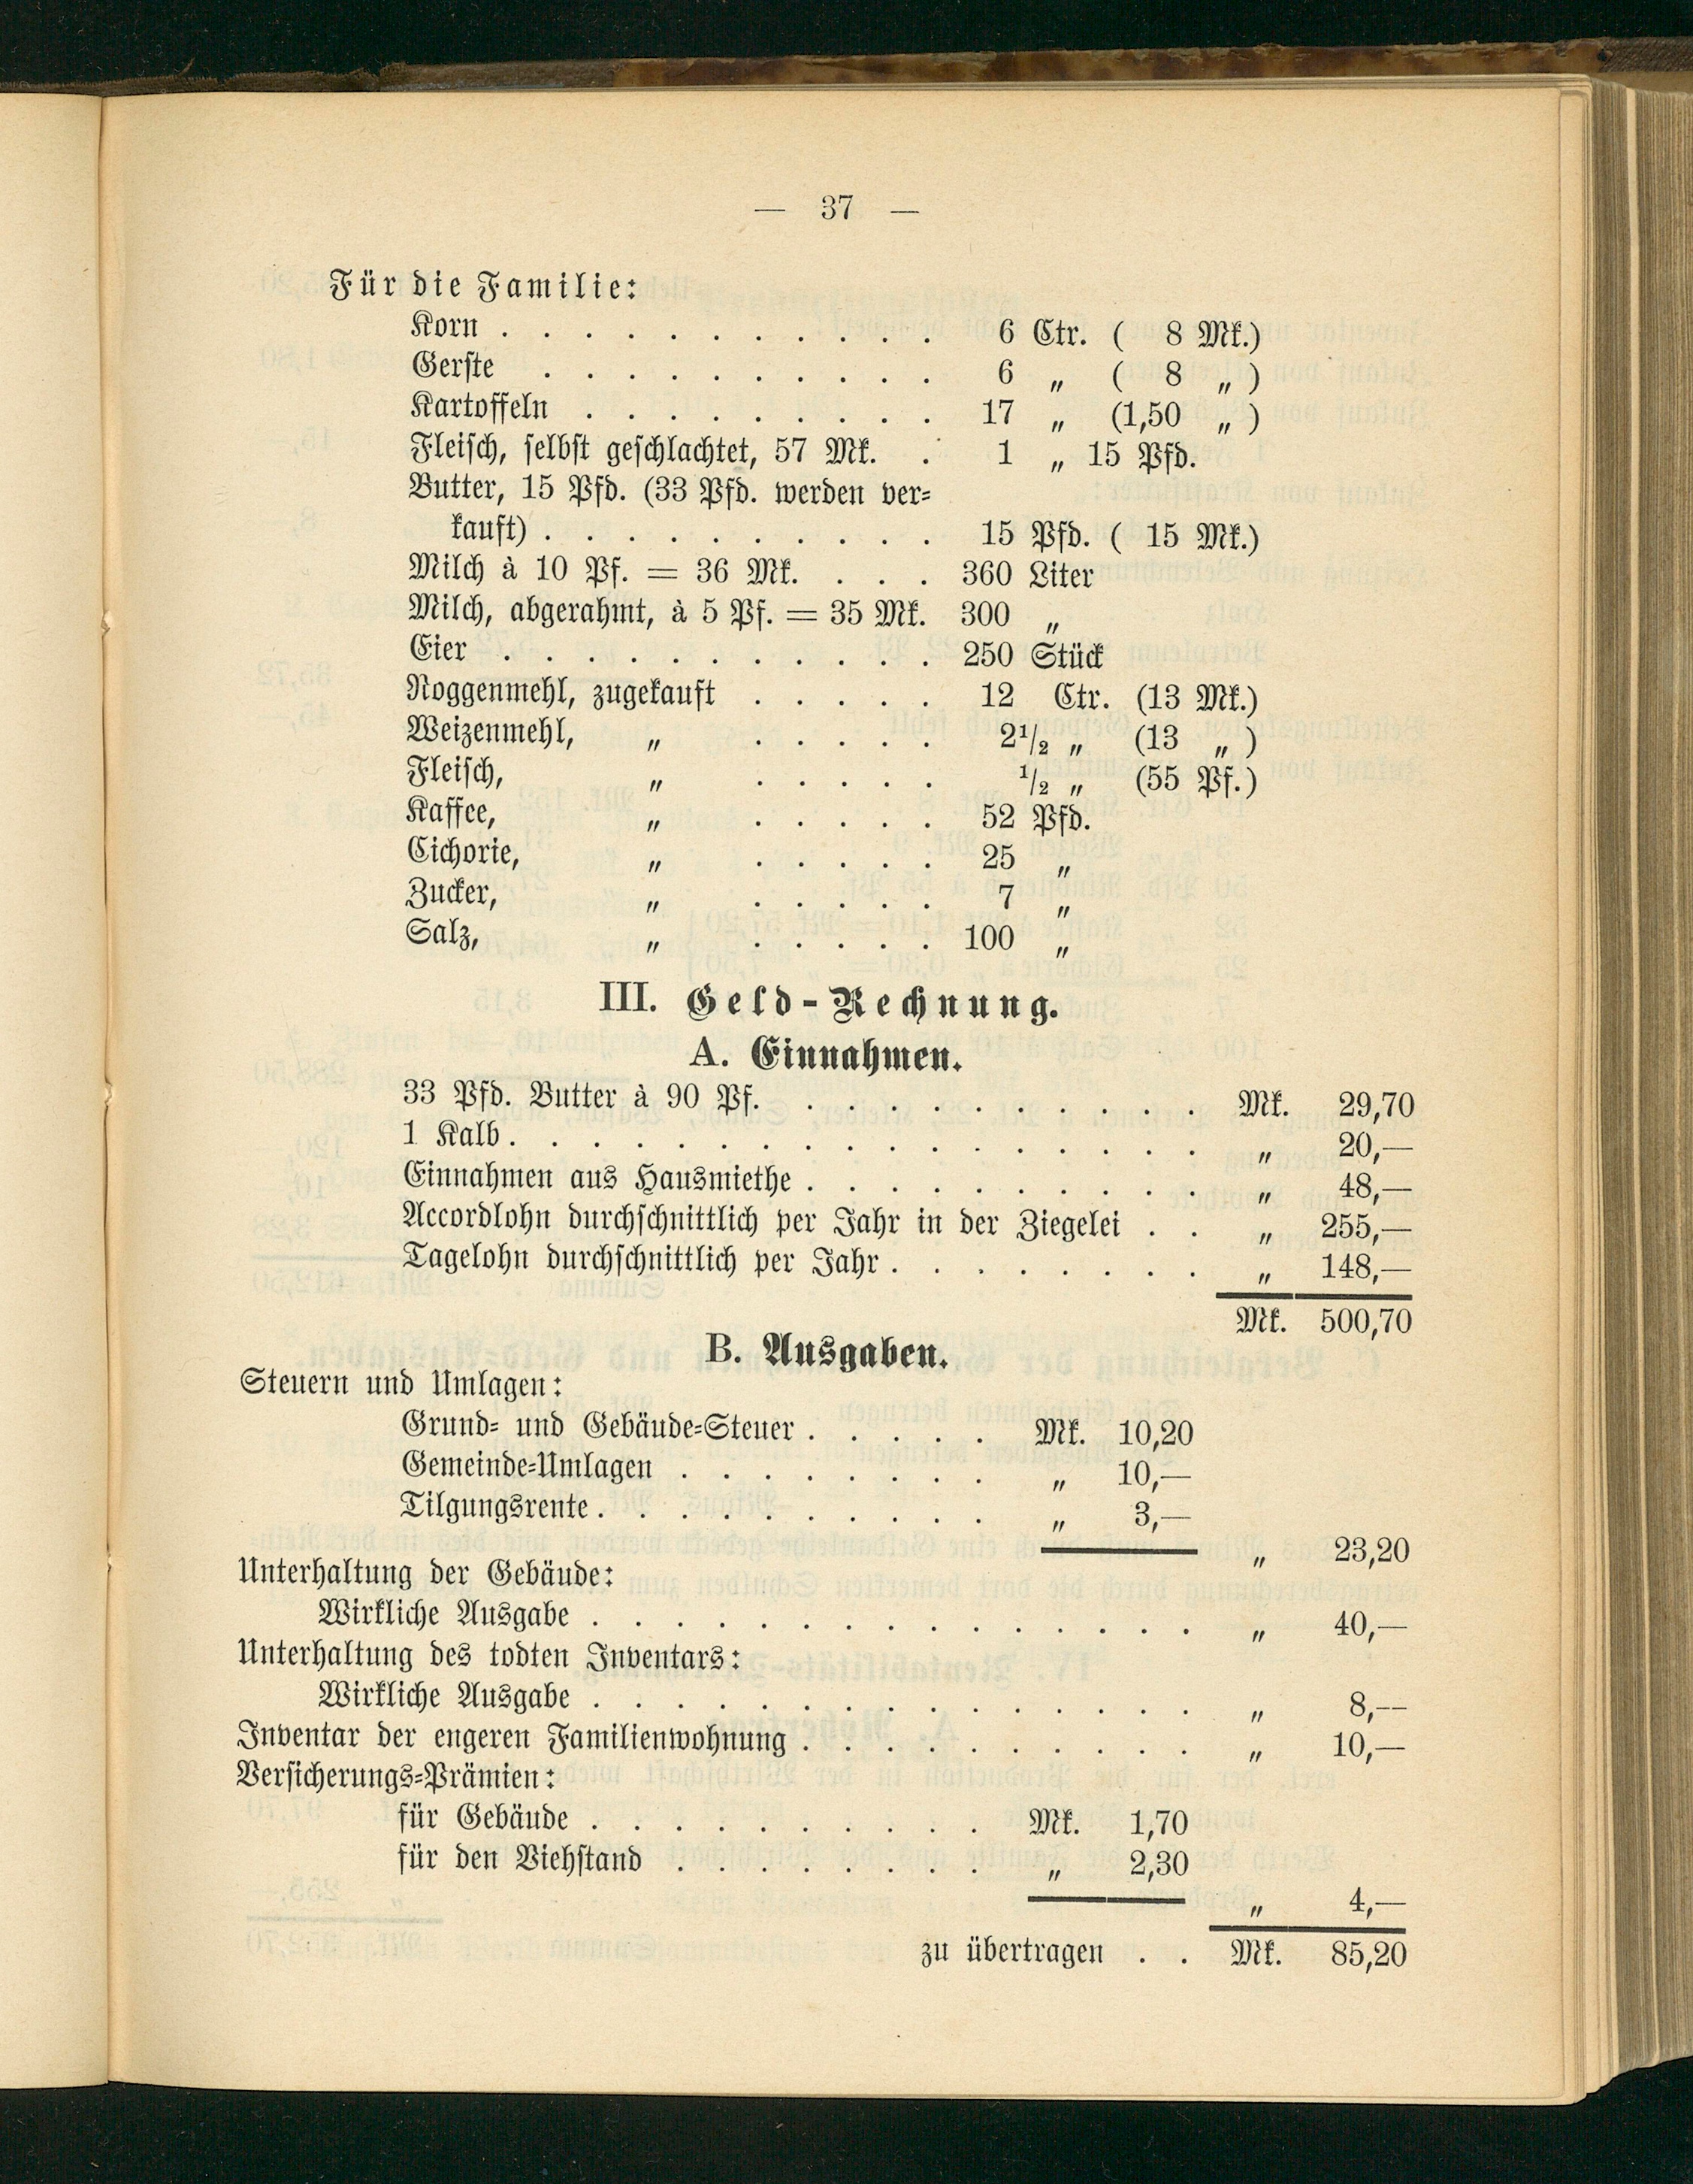 — 37 —
Für die Familie:
Korn . . . . . . . . . . . 6 Ctr. ( 8 Mk.)
Gerste . . . . . . . . . . 6 „ ( 8 „ )
Kartoffeln . . . . . . . . . 17 „ (1,50 „ )
Fleisch, selbst geschlachtet, 57 Mk. . 1 „ 15 Pfd.
Butter, 15 Pfd. (33 Pfd. werden ver-
kauft) . . . . . . . . . . 15 Pfd. ( 15 Mk.)
Milch à 10 Pf. = 36 Mk. . . . 360 Liter
Milch, abgerahmt, à 5 Pf. = 35 Mk. 300 „
Eier . . . . . . . . . . . 250 Stück
Roggenmehl, zugekauft . . . . . 12 Ctr. (13 Mk.)
Weizenmehl, „ . . . . . 2 1/2 „ (13 „ )
Fleisch, „ . . . . . 1/2 „ (55 Pf.)
Kaffee, „ . . . . . 52 Pfd.
Cichorie, „ . . . . . 25 „
Zucker, „ . . . . . 7 „
Salz, „ . . . . . 100 „
III. Geld-Rechnung.
A. Einnahmen.
33 Pfd. Butter à 90 Pf. . . . . . . . . . . Mk. 29,70
1 Kalb . . . . . . . . . . . . . . . . . „ 20,—
Einnahmen aus Hausmiethe . . . . . . . . . . „ 48,—
Accordlohn durchschnittlich per Jahr in der Ziegelei . . „ 255,—
Tagelohn durchschnittlich per Jahr . . . . . . . . „ 148,—
Mk. 500,70
B. Ausgaben.
Steuern und Umlagen:
Grund- und Gebäude-Steuer . . . . . Mk. 10,20
Gemeinde-Umlagen . . . . . . . . „ 10,—
Tilgungsrente . . . . . . . . . . „ 3,—
„ 23,20
Unterhaltung der Gebäude:
Wirkliche Ausgabe . . . . . . . . . . . . . . . „ 40,—
Unterhaltung des todten Inventars:
Wirkliche Ausgabe . . . . . . . . . . . . . . . „ 8,—
Inventar der engeren Familienwohnung . . . . . . . . . . „ 10,—
Versicherungs-Prämien:
für Gebäude . . . . . . . . . . Mk. 1,70
für den Viehstand . . . . . . . . „ 2,30
„ 4,—
zu übertragen . . Mk. 85,20